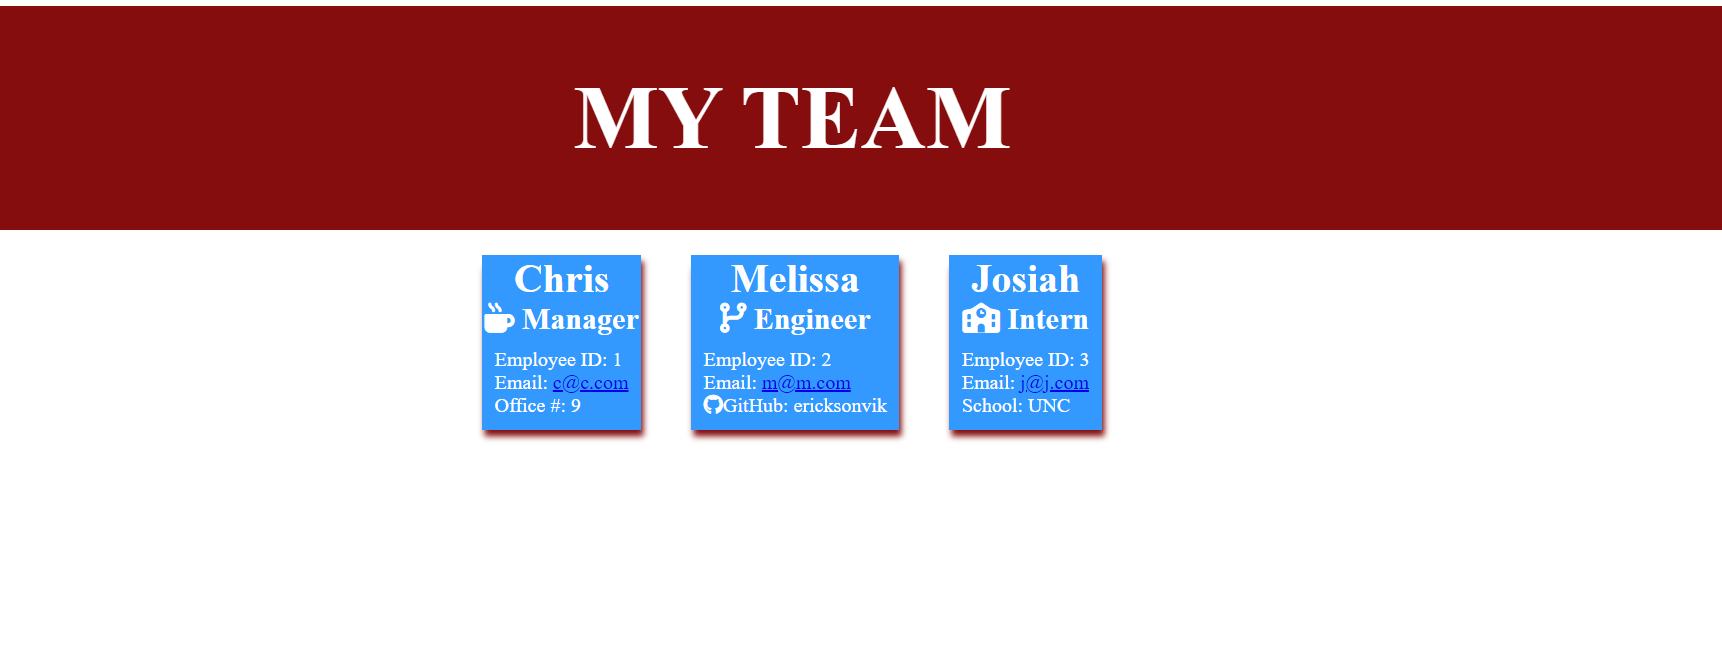 MY TEAM
Chris
Manager
Employee ID: 1
Email: c@c.com
Office #: 9
Melissa
Engineer
Employee ID: 2
Email: m@m.com
GitHub: ericksonvik
Josiah
Intern
Employee ID: 3
Email: j@j.com
School: UNC